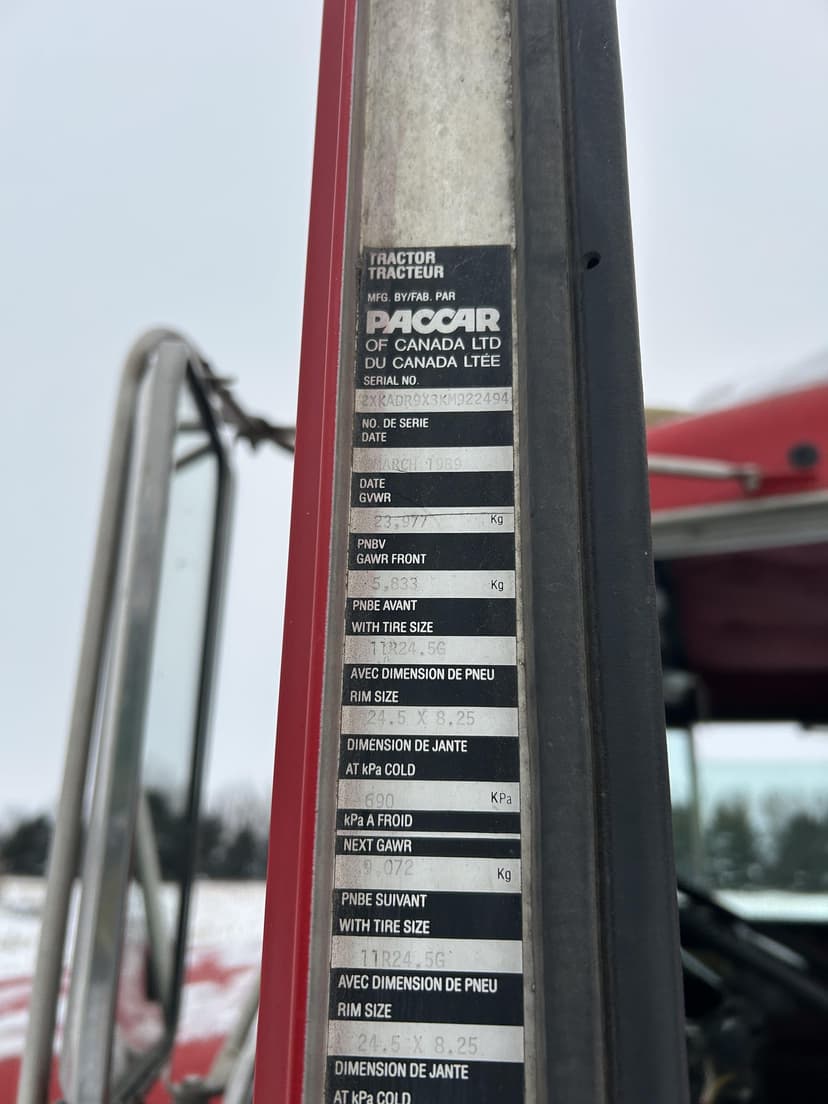 TRACTOR
TRACTEUR
MFG. BY/FAB. PAR
PACCAR
OF CANADA LTD
DU CANADA LTÉE
SERIAL NO.
2XKADR9X3KM922494
NO. DE SERIE
DATE
MARCH 1989
DATE
GVWR
23,977 Kg
PNBV
GAWR FRONT
5,833 Kg
PNBE AVANT
WITH TIRE SIZE
11R24.5G
AVEC DIMENSION DE PNEU
RIM SIZE
24.5 X 8.25
DIMENSION DE JANTE
AT kPa COLD
690 KPa
kPa A FROID
NEXT GAWR
9,072 Kg
PNBE SUIVANT
WITH TIRE SIZE
11R24.5G
AVEC DIMENSION DE PNEU
RIM SIZE
24.5 X 8.25
DIMENSION DE JANTE
AT kPa COLD